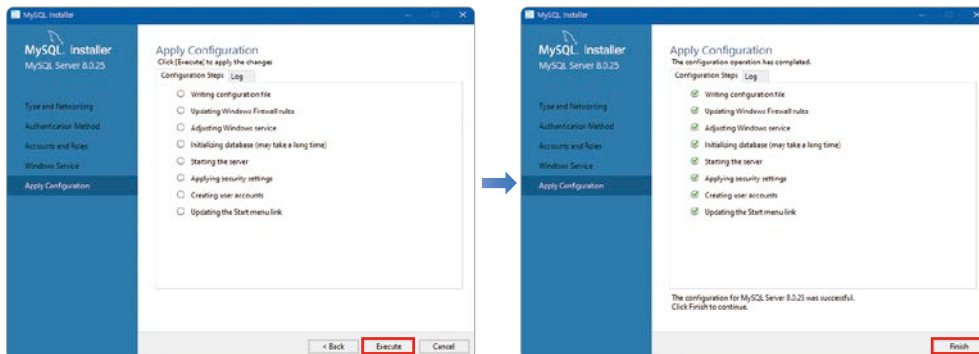 MySQL Installer
MySQL. Installer
MySQL Server 8.0.25
Type and Networking
Authentication Method
Accounts and Roles
Windows Service
Apply Configuration
Apply Configuration
Click [Execute] to apply the changes
Configuration Steps Log
Writing configuration file
Updating Windows Firewall rules
Adjusting Windows service
Initializing database (may take a long time)
Starting the server
Applying security settings
Creating user accounts
Updating the Start menu link
< Back Execute Cancel
MySQL Installer
MySQL. Installer
MySQL Server 8.0.25
Type and Networking
Authentication Method
Accounts and Roles
Windows Service
Apply Configuration
Apply Configuration
The configuration operation has completed.
Configuration Steps Log
Writing configuration file
Updating Windows Firewall rules
Adjusting Windows service
Initializing database (may take a long time)
Starting the server
Applying security settings
Creating user accounts
Updating the Start menu link
The configuration for MySQL Server 8.0.25 was successful.
Click Finish to continue.
Finish